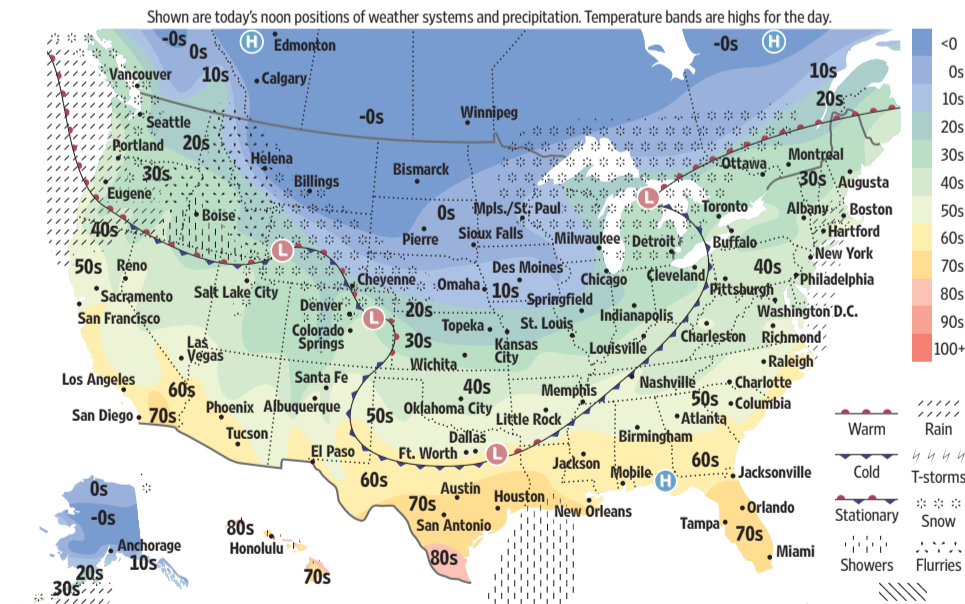 Shown are today's noon positions of weather systems and precipitation. Temperature bands are highs for the day.
-0s
0s
10s
H
Edmonton
Calgary
Vancouver
Seattle
Portland
20s
30s
Eugene
Boise
40s
Helena
Billings
-0s
Winnipeg
Bismarck
-0s
H
10s
20s
Ottawa
Montreal
30s
Augusta
L
Toronto
Albany
Boston
Hartford
Buffalo
New York
Detroit
Milwaukee
Mpls./St. Paul
0s
Pierre
Sioux Falls
L
50s
Reno
Sacramento
San Francisco
Salt Lake City
Cheyenne
Denver
Colorado
Springs
L
20s
30s
Omaha
Des Moines
10s
Chicago
Cleveland
40s
Pittsburgh
Philadelphia
Springfield
Indianapolis
Topeka
Kansas
City
St. Louis
Washington D.C.
Charleston
Richmond
Louisville
Wichita
Raleigh
Las
Vegas
Los Angeles
60s
San Diego
70s
Phoenix
Tucson
Santa Fe
Albuquerque
50s
40s
Oklahoma City
Memphis
Little Rock
Nashville
Charlotte
50s
Columbia
Atlanta
Birmingham
El Paso
Dallas
Ft. Worth
L
Jackson
Mobile
H
60s
Jacksonville
60s
Austin
70s
San Antonio
Houston
New Orleans
Orlando
Tampa
70s
Miami
80s
0s
-0s
Anchorage
10s
20s
30s
80s
Honolulu
70s
<0
0s
10s
20s
30s
40s
50s
60s
70s
80s
90s
100+
Warm
Rain
Cold
T-storms
Stationary
Snow
Showers
Flurries